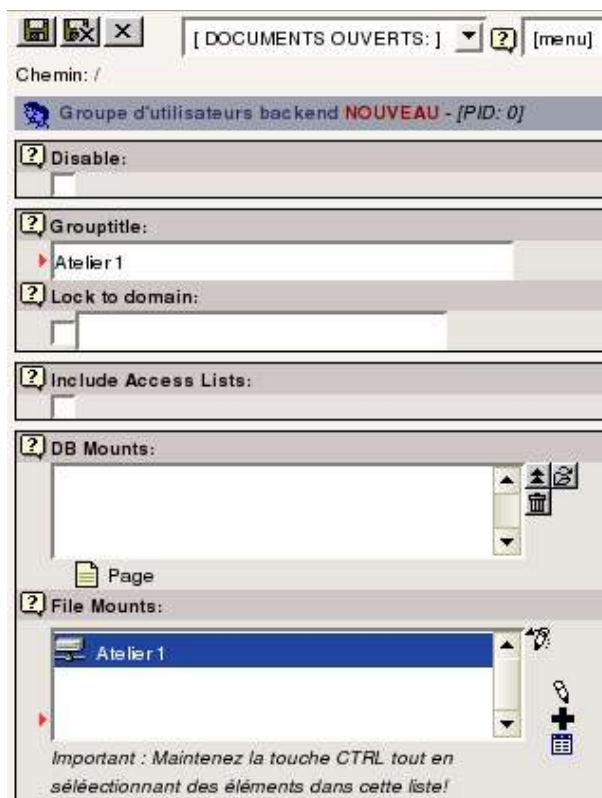 [ DOCUMENTS OUVERTS: ] [menu]
Chemin: /
Groupe d'utilisateurs backend NOUVEAU - [PID: 0]
Disable:
Grouptitle:
Atelier1
Lock to domain:
Include Access Lists:
DB Mounts:
Page
File Mounts:
Atelier1
Important : Maintenez la touche CTRL tout en
séléectionnant des éléments dans cette liste!